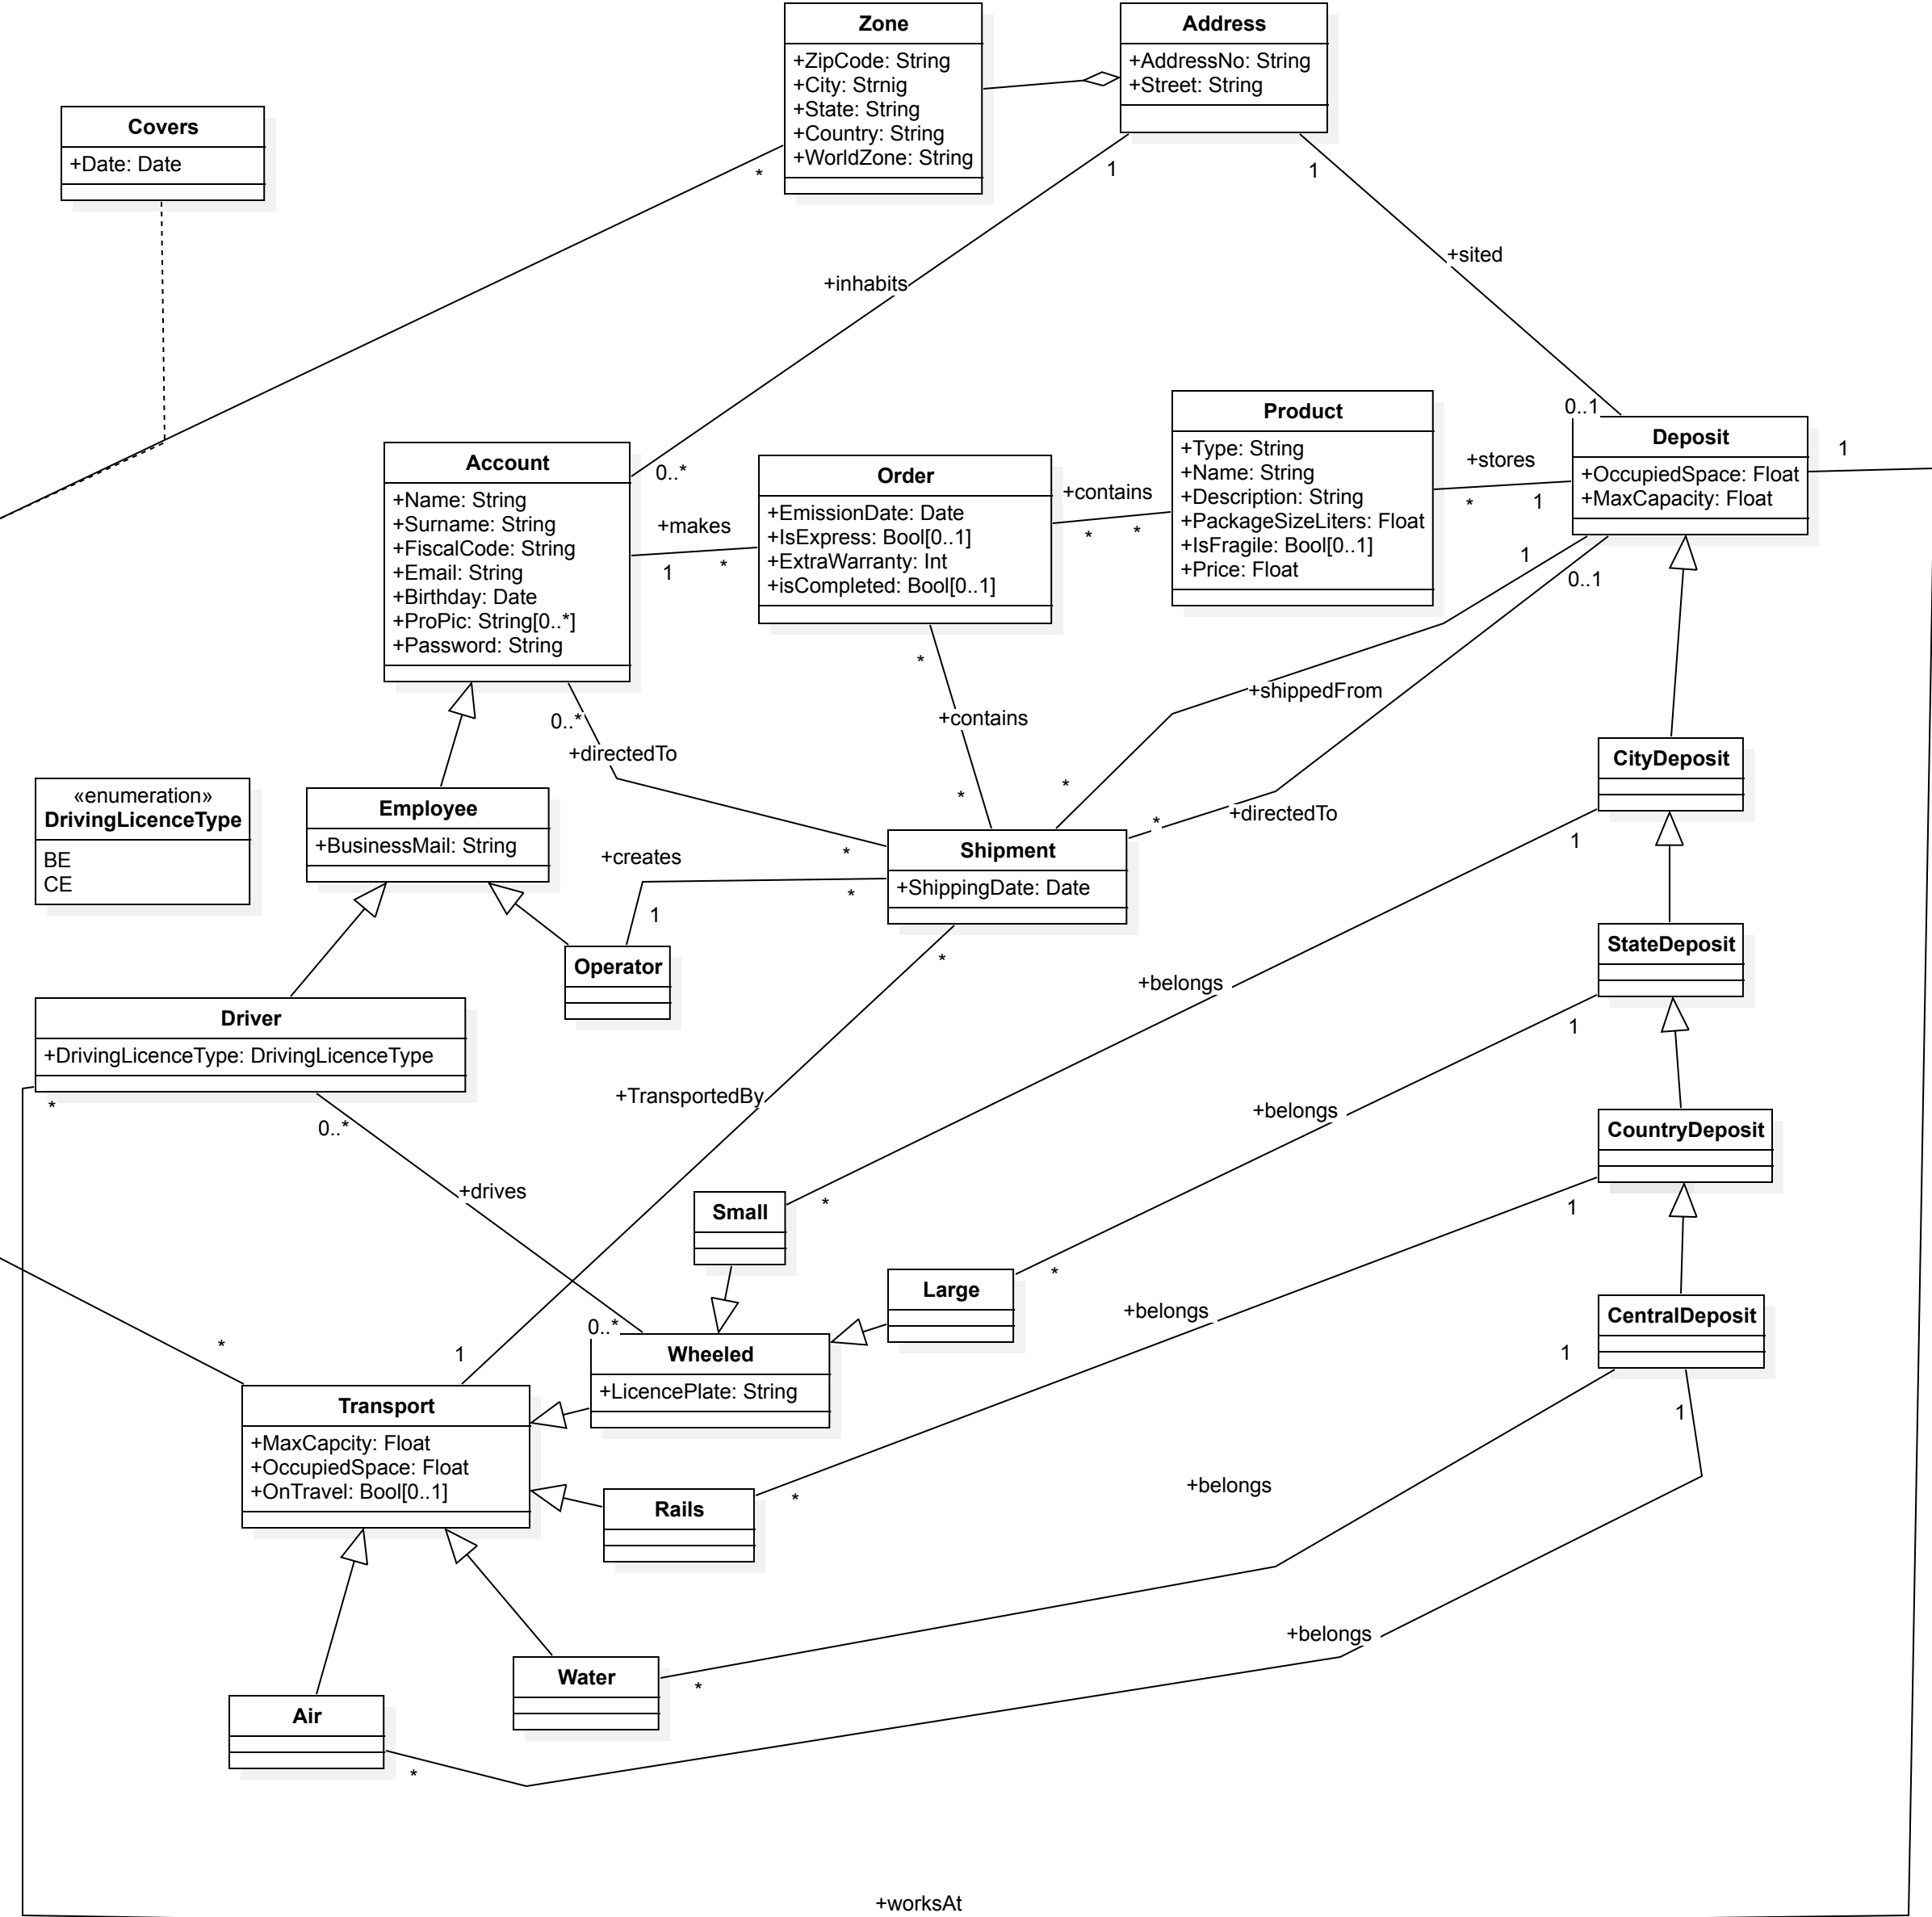 Zone
+ZipCode: String
+City: Strnig
+State: String
+Country: String
+WorldZone: String
Address
+AddressNo: String
+Street: String
Covers
+Date: Date
*
1
1
+sited
+inhabits
0..1
Account
+Name: String
+Surname: String
+FiscalCode: String
+Email: String
+Birthday: Date
+ProPic: String[0..*]
+Password: String
0..*
+makes
1
*
Order
+EmissionDate: Date
+IsExpress: Bool[0..1]
+ExtraWarranty: Int
+isCompleted: Bool[0..1]
+contains
*
*
Product
+Type: String
+Name: String
+Description: String
+PackageSizeLiters: Float
+IsFragile: Bool[0..1]
+Price: Float
+stores
*
1
Deposit
+OccupiedSpace: Float
+MaxCapacity: Float
1
1
0..1
*
+shippedFrom
+contains
0..*
+directedTo
*
*
*
+directedTo
CityDeposit
1
«enumeration»
DrivingLicenceType
BE
CE
Employee
+BusinessMail: String
+creates
1
*
*
Shipment
+ShippingDate: Date
*
Operator
StateDeposit
1
+belongs
Driver
+DrivingLicenceType: DrivingLicenceType
*
0..*
+TransportedBy
+belongs
CountryDeposit
1
+drives
Small
*
Large
*
+belongs
CentralDeposit
1
1
0..*
Wheeled
+LicencePlate: String
*
1
Transport
+MaxCapcity: Float
+OccupiedSpace: Float
+OnTravel: Bool[0..1]
Rails
*
+belongs
+belongs
Water
*
Air
*
+worksAt